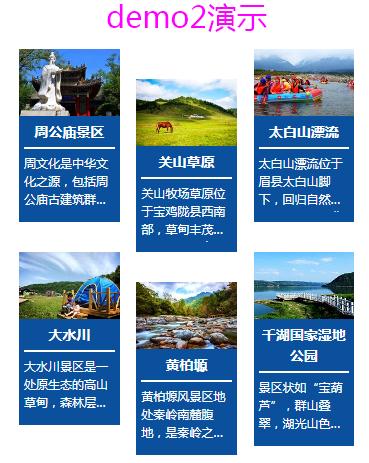 demo2演示
周公庙景区
周文化是中华文
化之源，包括周
公庙古建筑群...
关山草原
关山牧场草原位
于宝鸡陇县西南
部，草甸丰茂...
太白山漂流
太白山漂流位于
眉县太白山脚
下，回归自然...
大水川
大水川景区是一
处原生态的高山
草甸，森林层...
黄柏塬
黄柏塬风景区地
处秦岭南麓腹
地，是秦岭之...
千湖国家湿地
公园
景区状如“宝葫
芦”，群山叠
翠，湖光山色...